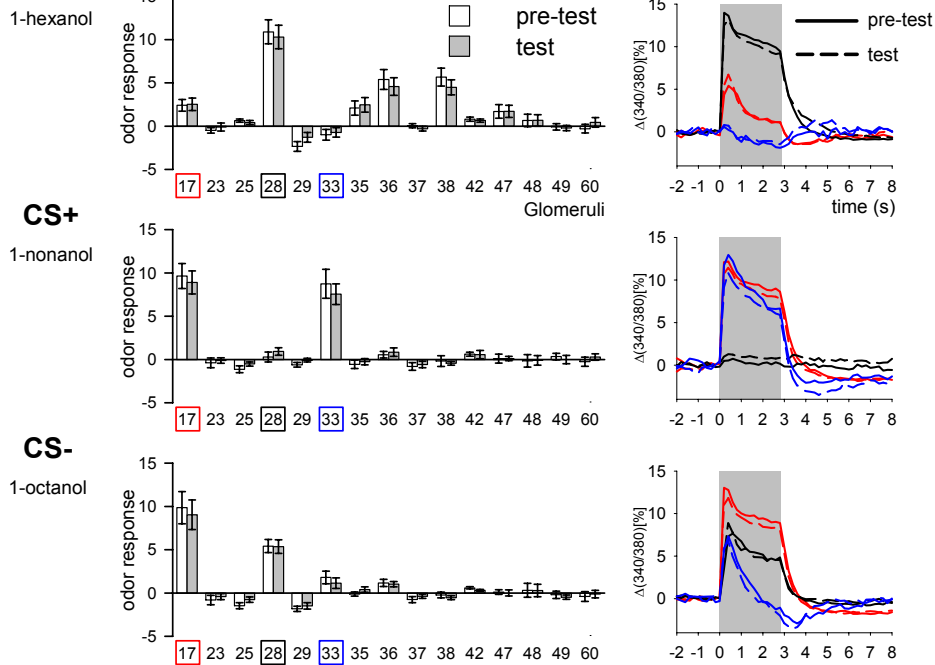 1-hexanol
odor response
10
5
0
-5
pre-test
test
17 23 25 28 29 33 35 36 37 38 42 47 48 49 60
Glomeruli
Δ(340/380)[%]
15
10
5
0
pre-test
test
-2 -1 0 1 2 3 4 5 6 7 8
time (s)
CS+
1-nonanol
odor response
15
10
5
0
-5
17 23 25 28 29 33 35 36 37 38 42 47 48 49 60
Δ(340/380)[%]
15
10
5
0
-2 -1 0 1 2 3 4 5 6 7 8
CS-
1-octanol
odor response
15
10
5
0
-5
17 23 25 28 29 33 35 36 37 38 42 47 48 49 60
Δ(340/380)[%]
15
10
5
0
-2 -1 0 1 2 3 4 5 6 7 8